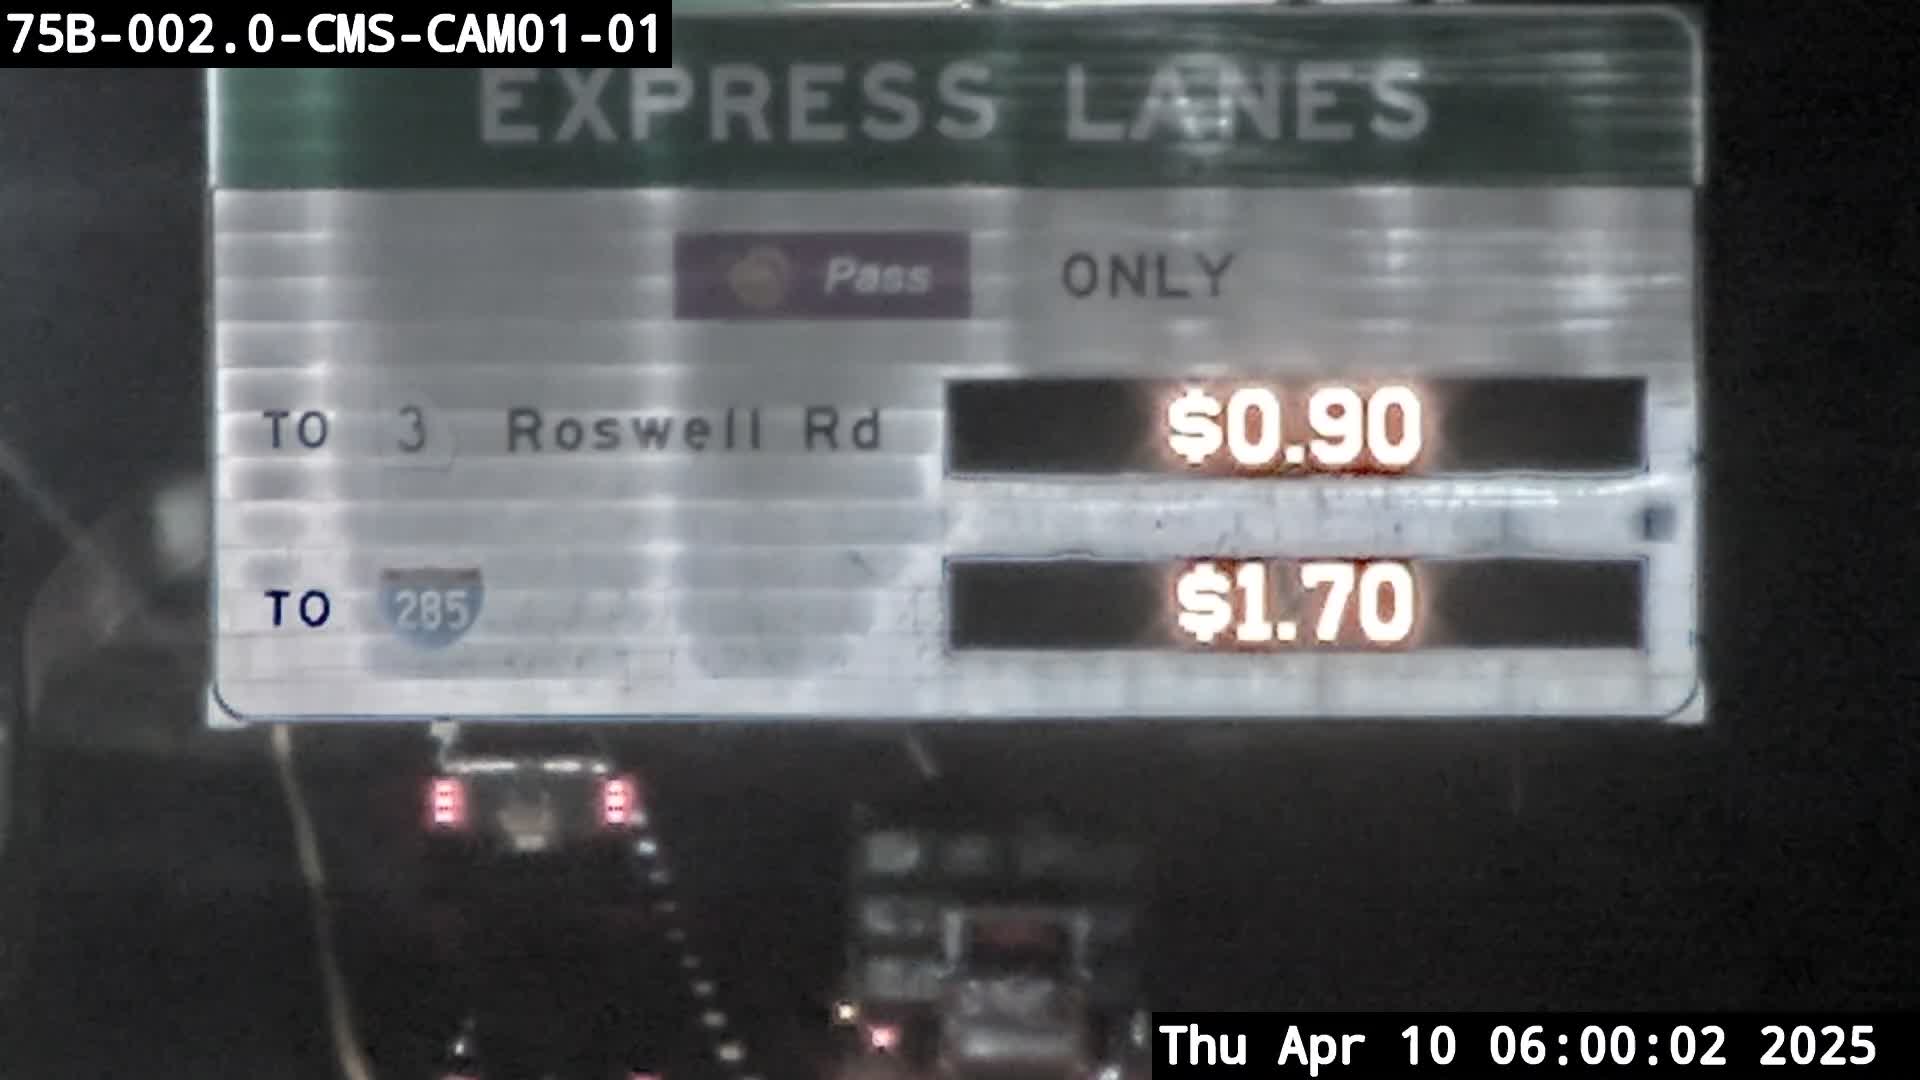 75B-002.0-CMS-CAM01-01
EXPRESS LANES
Pass ONLY
TO 3 Roswell Rd $0.90
TO 285 $1.70
Thu Apr 10 06:00:02 2025